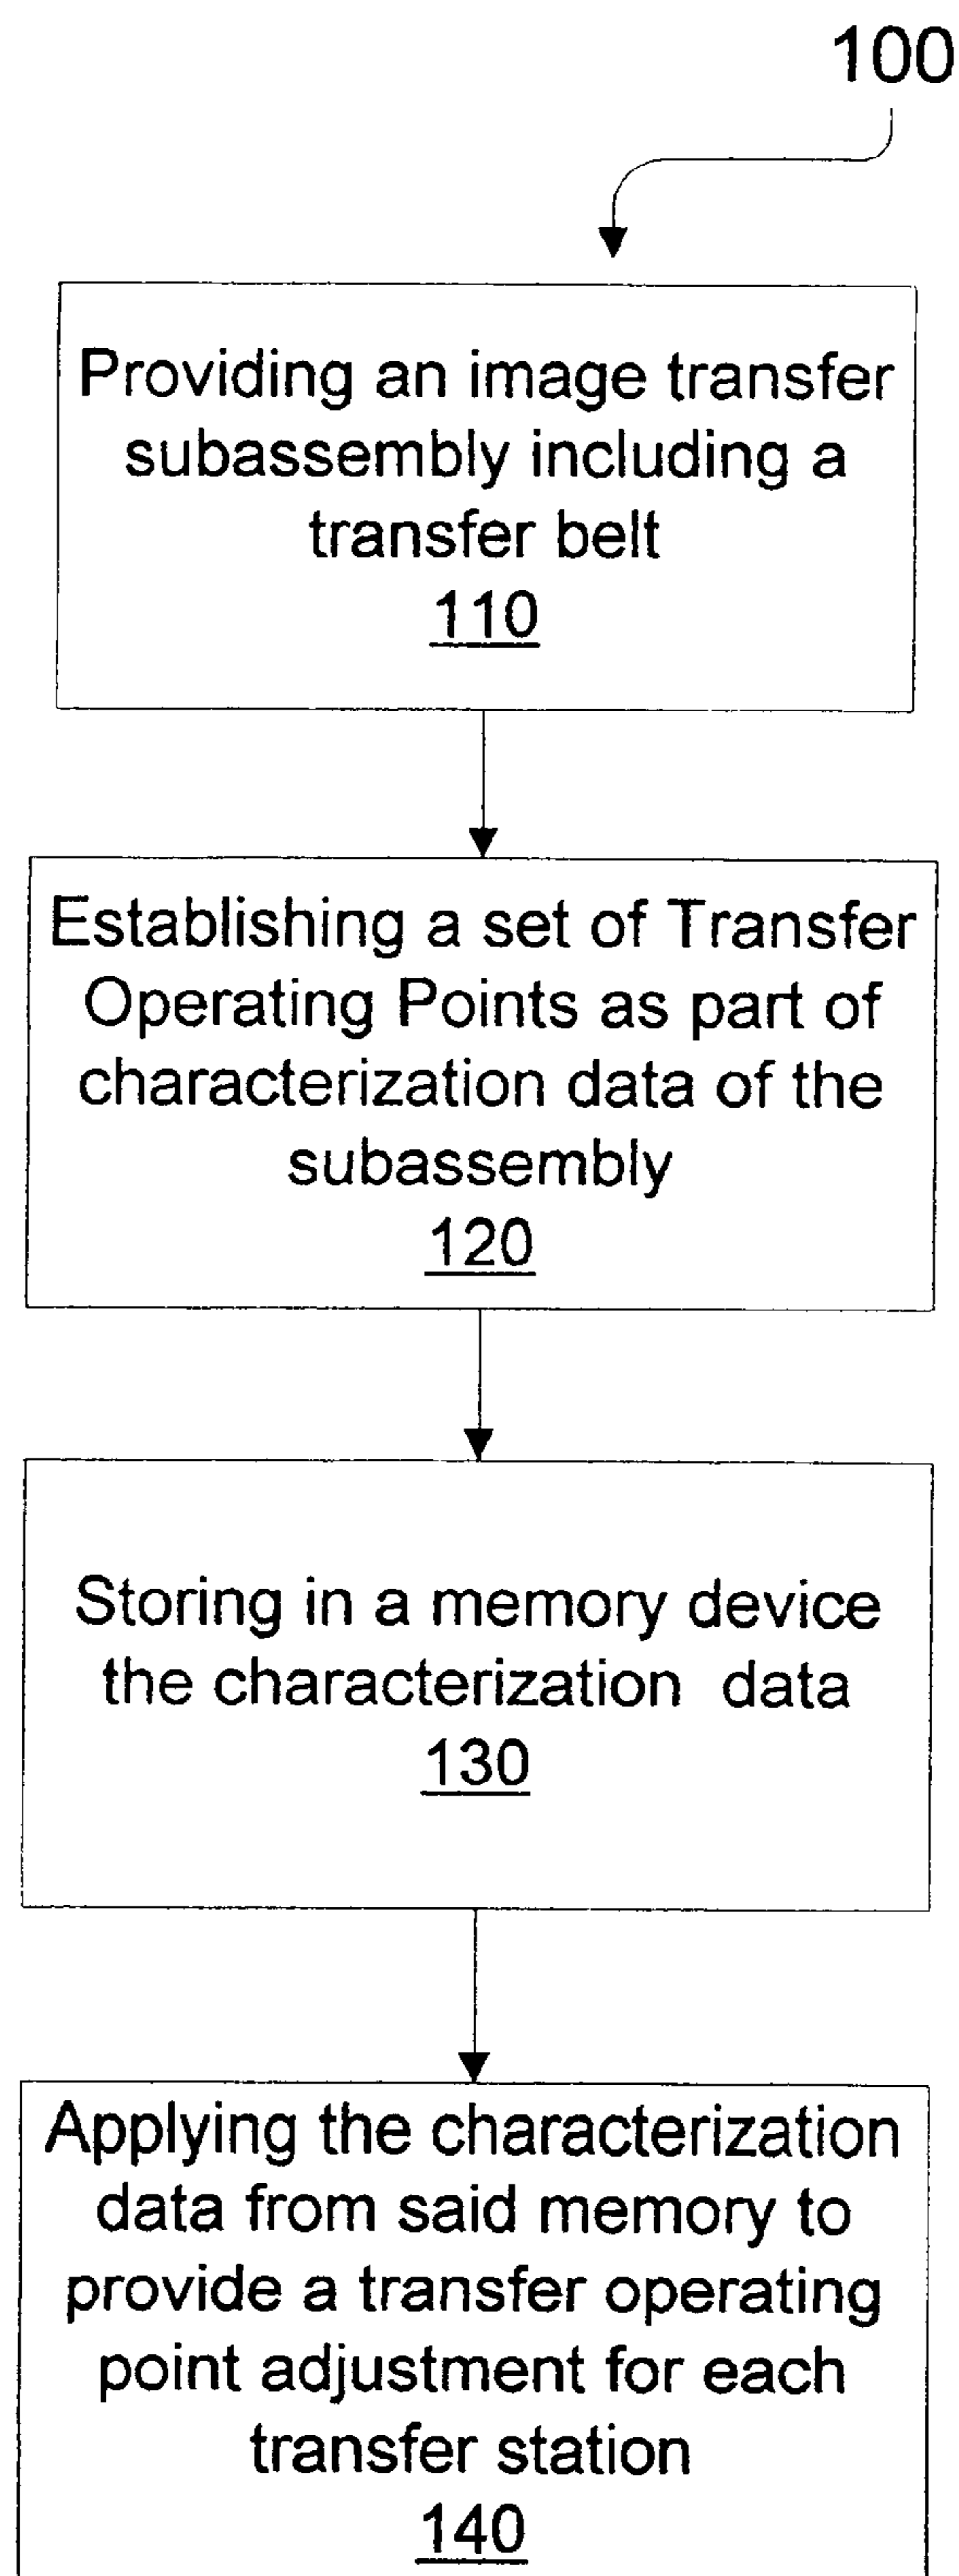 100
Providing an image transfer
subassembly including a
transfer belt
110
Establishing a set of Transfer
Operating Points as part of
characterization data of the
subassembly
120
Storing in a memory device
the characterization data
130
Applying the characterization
data from said memory to
provide a transfer operating
point adjustment for each
transfer station
140